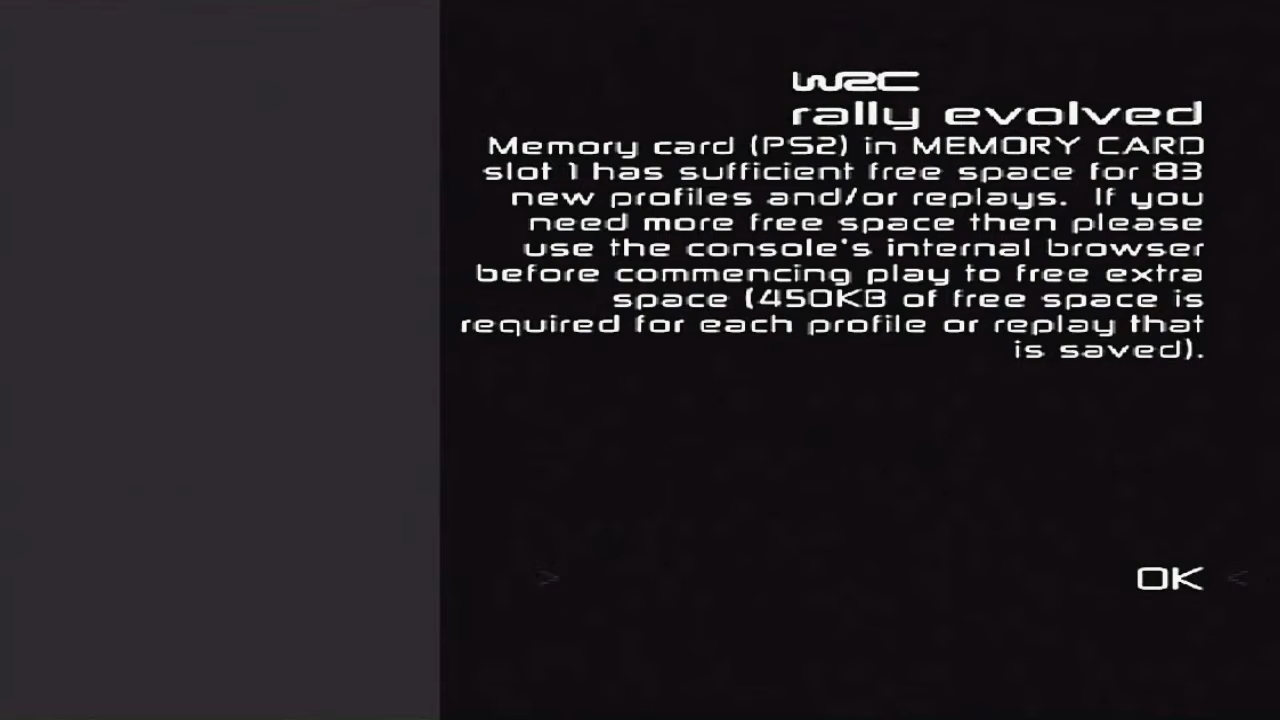 WRC
rally evolved
Memory card (PS2) in MEMORY CARD
slot 1 has sufficient free space for 83
new profiles and/or replays. If you
need more free space then please
use the console's internal browser
before commencing play to free extra
space (450KB of free space is
required for each profile or replay that
is saved).
> OK <